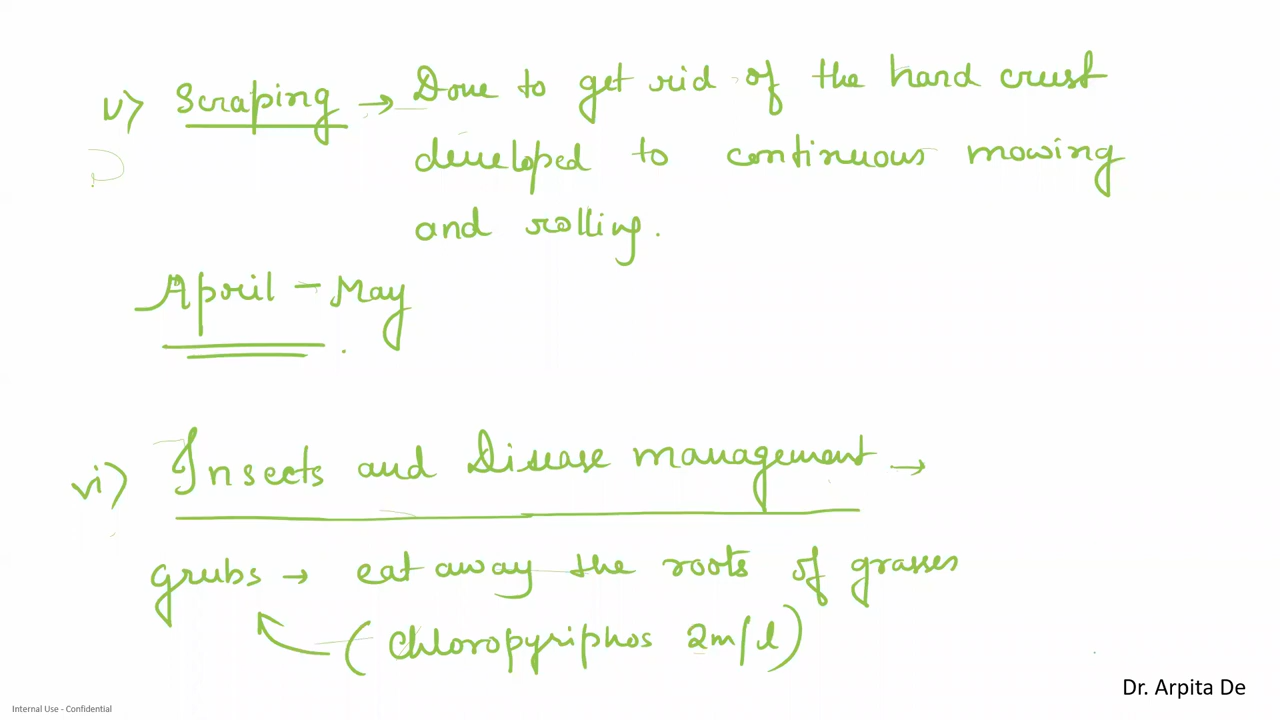 v) Scraping → Done to get rid of the hard crust
developed to continuous mowing
and rolling.
April - May
vi) Insects and Disease management →
grubs → eat away the roots of grasses
(chloropyriphos 2m/l)
Dr. Arpita De
Internal Use - Confidential